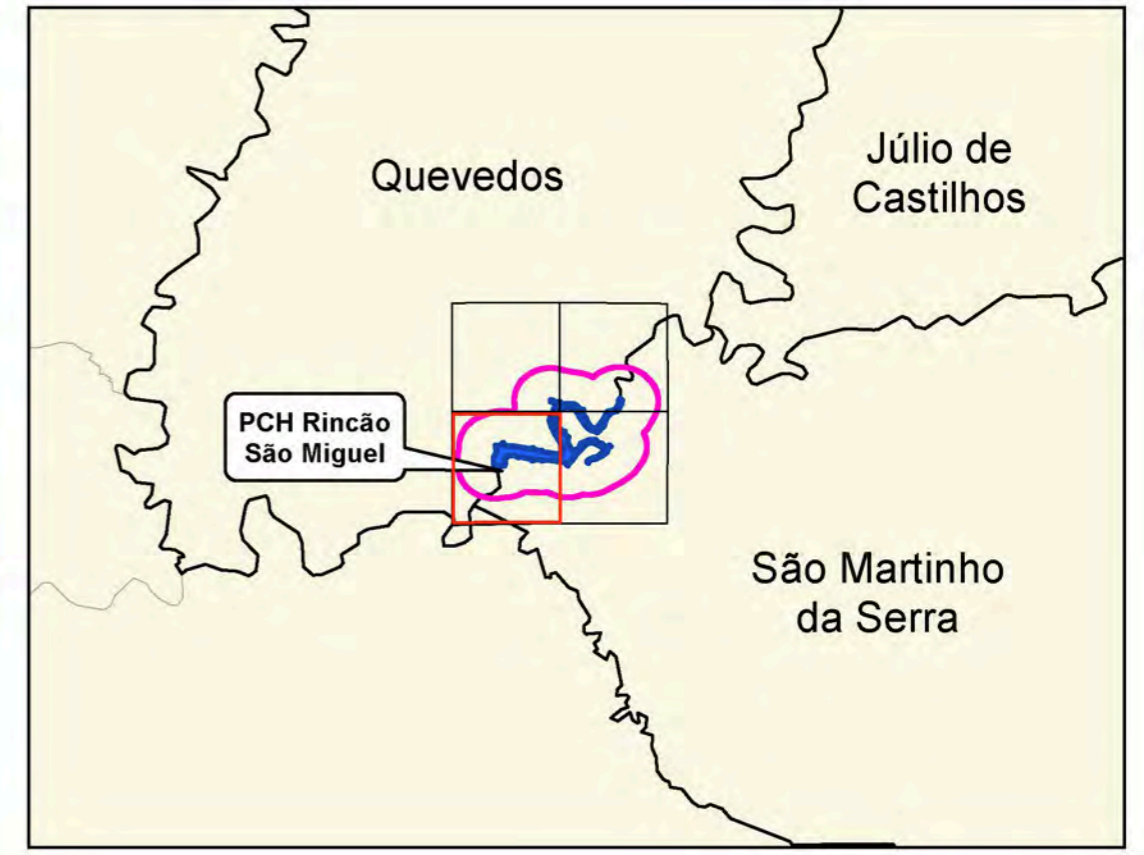 Júlio de
Castilhos
Quevedos
PCH Rincão
São Miguel
São Martinho
da Serra